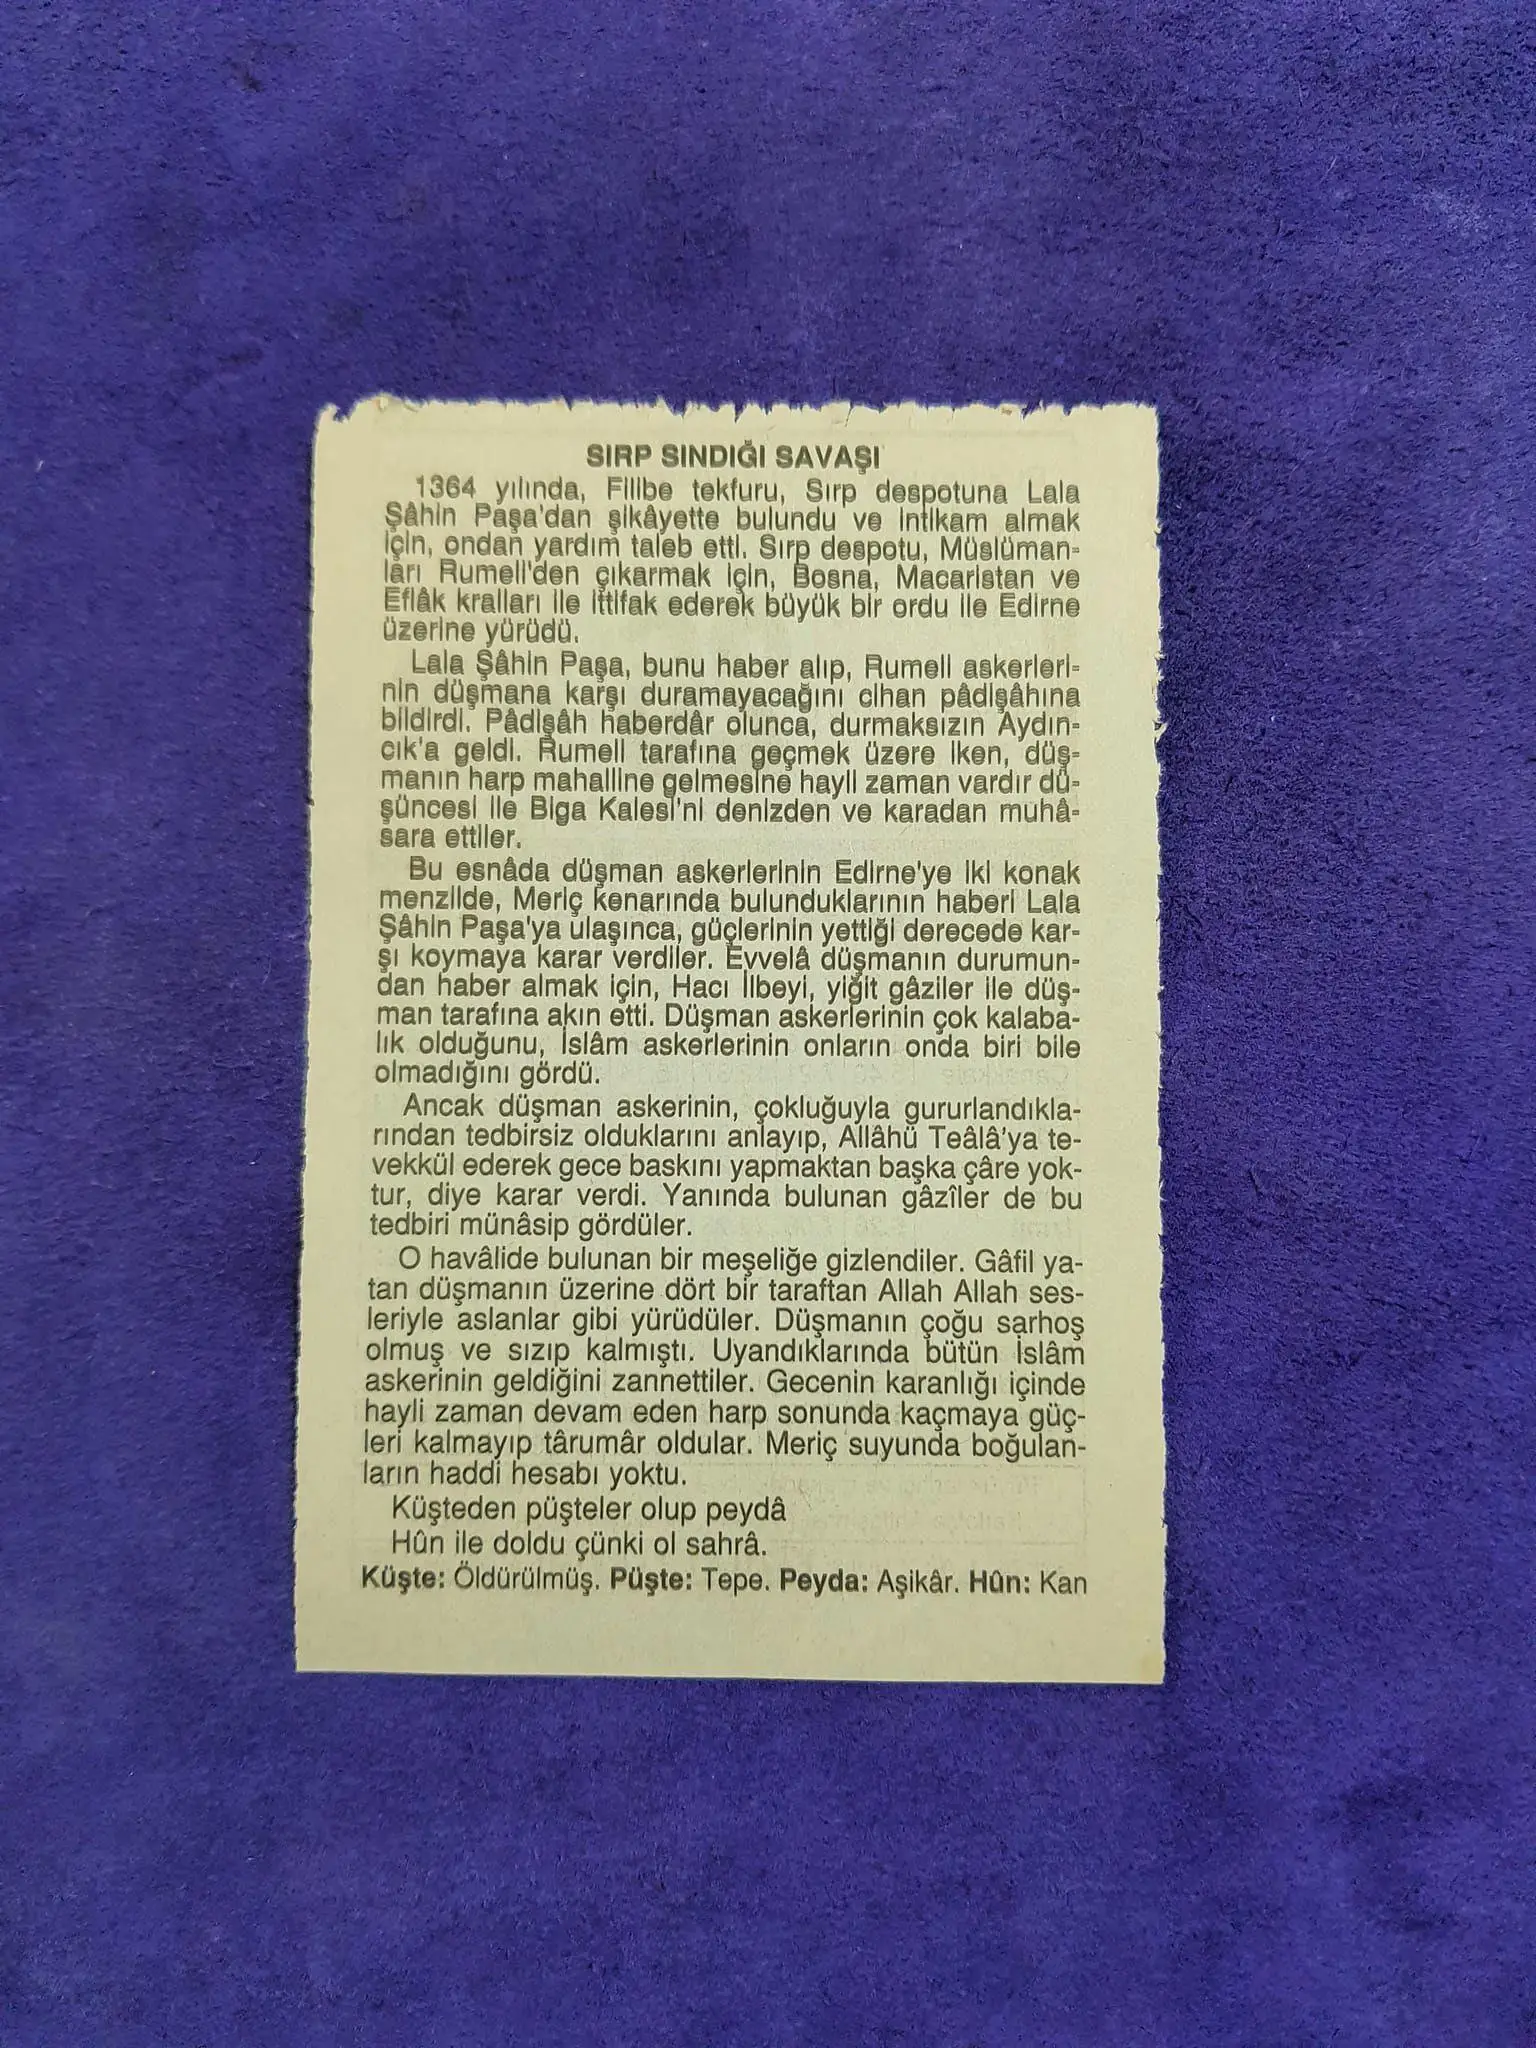 SIRP SINDIĞI SAVAŞI
1364 yılında, Filibe tekfuru, Sırp despotuna Lala
Şâhin Paşa'dan şikâyette bulundu ve intikam almak
için, ondan yardım taleb etti. Sırp despotu, Müslüman-
ları Rumeli'den çıkarmak için, Bosna, Macaristan ve
Eflâk kralları ile ittifak ederek büyük bir ordu ile Edirne
üzerine yürüdü.
Lala Şâhin Paşa, bunu haber alıp, Rumeli askerleri-
nin düşmana karşı duramayacağını cihan pâdişâhına
bildirdi. Pâdişâh haberdâr olunca, durmaksızın Aydın-
cık'a geldi. Rumeli tarafına geçmek üzere iken, düş-
manın harp mahalline gelmesine hayli zaman vardır dü-
şüncesi ile Biga Kalesi'ni denizden ve karadan muhâ-
sara ettiler.
Bu esnâda düşman askerlerinin Edirne'ye iki konak
menzilde, Meriç kenarında bulunduklarının haberi Lala
Şâhin Paşa'ya ulaşınca, güçlerinin yettiği derecede kar-
şı koymaya karar verdiler. Evvelâ düşmanın durumun-
dan haber almak için, Hacı İlbeyi, yiğit gâziler ile düş-
man tarafına akın etti. Düşman askerlerinin çok kalaba-
lık olduğunu, İslâm askerlerinin onların onda biri bile
olmadığını gördü.
Ancak düşman askerinin, çokluğuyla gururlandıkla-
rından tedbirsiz olduklarını anlayıp, Allâhü Teâlâ'ya te-
vekkül ederek gece baskını yapmaktan başka çâre yok-
tur, diye karar verdi. Yanında bulunan gâzîler de bu
tedbiri münâsip gördüler.
O havâlide bulunan bir meşeliğe gizlendiler. Gâfil ya-
tan düşmanın üzerine dört bir taraftan Allah Allah ses-
leriyle aslanlar gibi yürüdüler. Düşmanın çoğu sarhoş
olmuş ve sızıp kalmıştı. Uyandıklarında bütün İslâm
askerinin geldiğini zannettiler. Gecenin karanlığı içinde
hayli zaman devam eden harp sonunda kaçmaya güç-
leri kalmayıp târumâr oldular. Meriç suyunda boğulan-
ların haddi hesabı yoktu.
Küşteden püşteler olup peydâ
Hûn ile doldu çünki ol sahrâ.
Küşte: Öldürülmüş. Püşte: Tepe. Peyda: Aşikâr. Hûn: Kan